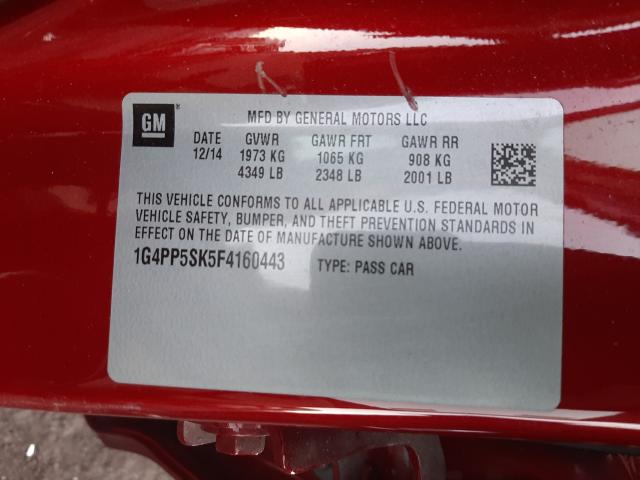 GM
MFD BY GENERAL MOTORS LLC
DATE GVWR GAWR FRT GAWR RR
12/14 1973 KG 1065 KG 908 KG
4349 LB 2348 LB 2001 LB
THIS VEHICLE CONFORMS TO ALL APPLICABLE U.S. FEDERAL MOTOR
VEHICLE SAFETY, BUMPER, AND THEFT PREVENTION STANDARDS IN
EFFECT ON THE DATE OF MANUFACTURE SHOWN ABOVE.
1G4PP5SK5F4160443 TYPE: PASS CAR